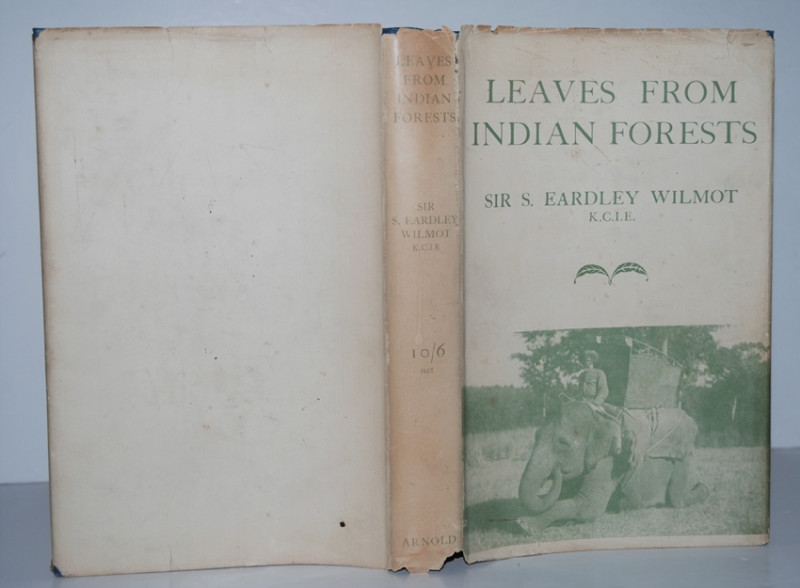 LEAVES
FROM
INDIAN
FORESTS
SIR
S. EARDLEY
WILMOT
K.C.I.E
10/6
net
ARNOLD
LEAVES FROM
INDIAN FORESTS
SIR S. EARDLEY WILMOT
K.C.I.E.